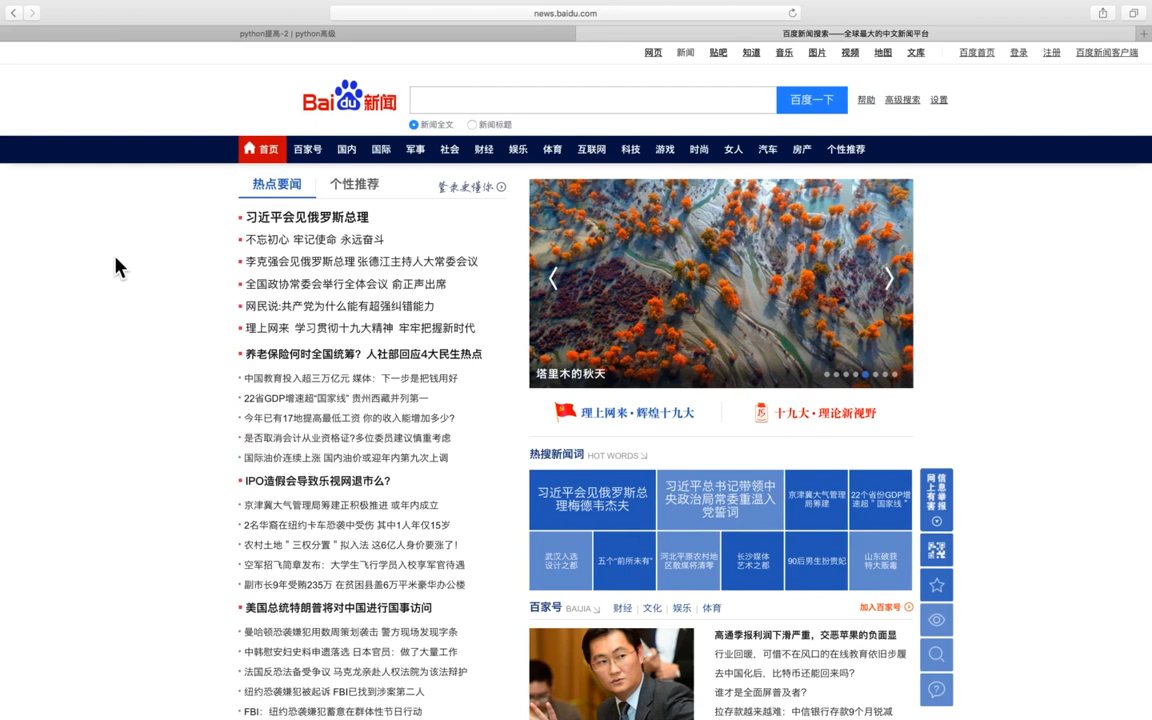 news.baidu.com
python提高-2 | python高级
百度新闻搜索——全球最大的中文新闻平台
网页 新闻 贴吧 知道 音乐 图片 视频 地图 文库 百度首页 登录 注册 百度新闻客户端
Bai du 新闻
百度一下
帮助 高级搜索 设置
新闻全文 新闻标题
首页 百家号 国内 国际 军事 社会 财经 娱乐 体育 互联网 科技 游戏 时尚 女人 汽车 房产 个性推荐
热点要闻 个性推荐 登录更懂你
习近平会见俄罗斯总理
不忘初心 牢记使命 永远奋斗
李克强会见俄罗斯总理 张德江主持人大常委会议
全国政协常委会举行全体会议 俞正声出席
网民说:共产党为什么能有超强纠错能力
理上网来 学习贯彻十九大精神 牢牢把握新时代
养老保险何时全国统筹？人社部回应4大民生热点
中国教育投入超三万亿元 媒体：下一步是把钱用好
22省GDP增速超“国家线” 贵州西藏并列第一
今年已有17地提高最低工资 你的收入能增加多少?
是否取消会计从业资格证?多位委员建议慎重考虑
国际油价连续上涨 国内油价或迎年内第九次上调
IPO造假会导致乐视网退市么?
京津冀大气管理局筹建正积极推进 或年内成立
2名华裔在纽约卡车恐袭中受伤 其中1人年仅15岁
农村土地＂三权分置＂拟入法 这6亿人身价要涨了!
空军招飞简章发布：大学生飞行学员入校享军官待遇
副市长9年受贿235万 在贫困县盖6万平米豪华办公楼
美国总统特朗普将对中国进行国事访问
曼哈顿恐袭嫌犯用数周策划袭击 警方现场发现字条
中韩慰安妇史料申遗落选 日本官员：做了大量工作
法国反恐法备受争议 马克龙亲赴人权法院为该法辩护
纽约恐袭嫌犯被起诉 FBI已找到涉案第二人
FBI：纽约恐袭嫌犯蓄意在群体性节日行动
塔里木的秋天
理上网来·辉煌十九大
十九大·理论新视野
热搜新闻词 HOT WORDS
习近平会见俄罗斯总理梅德韦杰夫
习近平总书记带领中央政治局常委重温入党誓词
京津冀大气管理局筹建
22个省份GDP增速超＂国家线＂
武汉入选设计之都
五个“前所未有”
河北平原农村地区散煤将清零
长沙媒体艺术之都
90后男生扮贵妃
山东破获特大贩毒
百家号 BAIJIA 财经 | 文化 | 娱乐 | 体育 加入百家号
高通季报利润下滑严重，交恶苹果的负面显
行业回暖，可惜不在风口的在线教育依旧步履
去中国化后，比特币还能回来吗?
谁才是全面屏普及者?
拉存款越来越难：中信银行存款9个月锐减
网上有害信息举报